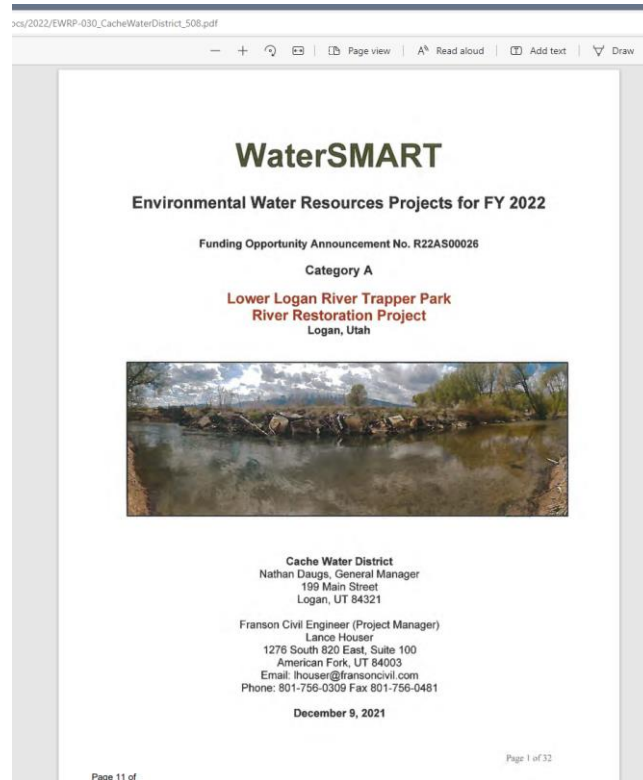 ocs/2022/EWRP-030_CacheWaterDistrict_508.pdf
Page view | Read aloud | Add text | Draw
WaterSMART
Environmental Water Resources Projects for FY 2022
Funding Opportunity Announcement No. R22AS00026
Category A
Lower Logan River Trapper Park
River Restoration Project
Logan, Utah
Cache Water District
Nathan Daugs, General Manager
199 Main Street
Logan, UT 84321
Franson Civil Engineer (Project Manager)
Lance Houser
1276 South 820 East, Suite 100
American Fork, UT 84003
Email: lhouser@fransoncivil.com
Phone: 801-756-0309 Fax 801-756-0481
December 9, 2021
Page 1 of 32
Page 11 of